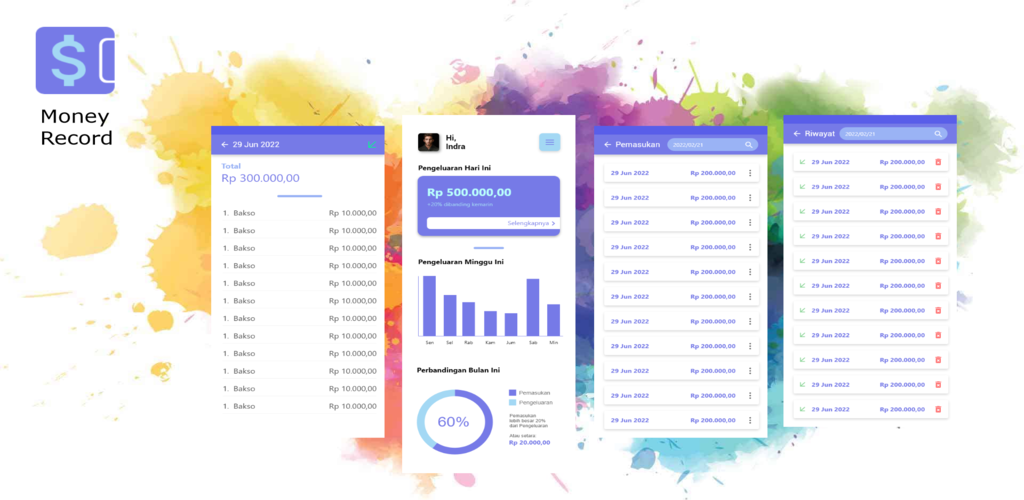 Money
Record
29 Jun 2022
Total
Rp 300.000,00
1. Bakso Rp 10.000,00
1. Bakso Rp 10.000,00
1. Bakso Rp 10.000,00
1. Bakso Rp 10.000,00
1. Bakso Rp 10.000,00
1. Bakso Rp 10.000,00
1. Bakso Rp 10.000,00
1. Bakso Rp 10.000,00
1. Bakso Rp 10.000,00
1. Bakso Rp 10.000,00
1. Bakso Rp 10.000,00
1. Bakso Rp 10.000,00
Hi,
Indra
Pengeluaran Hari Ini
Rp 500.000,00
+20% dibanding kemarin
Selengkapnya
Pengeluaran Minggu Ini
Sen Sel Rab Kam Jum Sab Min
Perbandingan Bulan Ini
60%
Pemasukan
Pengeluaran
Pemasukan
lebih besar 20%
dari Pengeluaran
Atau setara:
Rp 20.000,00
Pemasukan 2022/02/21
29 Jun 2022 Rp 200.000,00
29 Jun 2022 Rp 200.000,00
29 Jun 2022 Rp 200.000,00
29 Jun 2022 Rp 200.000,00
29 Jun 2022 Rp 200.000,00
29 Jun 2022 Rp 200.000,00
29 Jun 2022 Rp 200.000,00
29 Jun 2022 Rp 200.000,00
29 Jun 2022 Rp 200.000,00
29 Jun 2022 Rp 200.000,00
29 Jun 2022 Rp 200.000,00
Riwayat 2022/02/21
29 Jun 2022 Rp 200.000,00
29 Jun 2022 Rp 200.000,00
29 Jun 2022 Rp 200.000,00
29 Jun 2022 Rp 200.000,00
29 Jun 2022 Rp 200.000,00
29 Jun 2022 Rp 200.000,00
29 Jun 2022 Rp 200.000,00
29 Jun 2022 Rp 200.000,00
29 Jun 2022 Rp 200.000,00
29 Jun 2022 Rp 200.000,00
29 Jun 2022 Rp 200.000,00